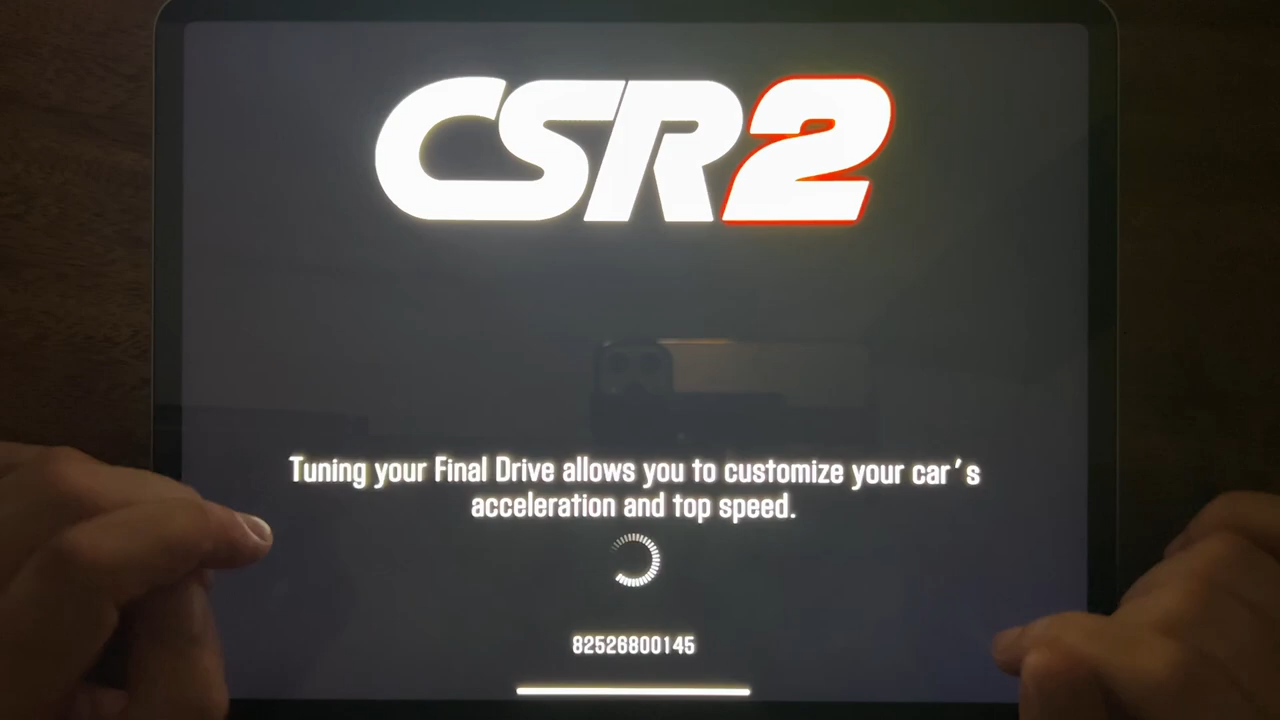 CSR2
Tuning your Final Drive allows you to customize your car's
acceleration and top speed.
82526800145